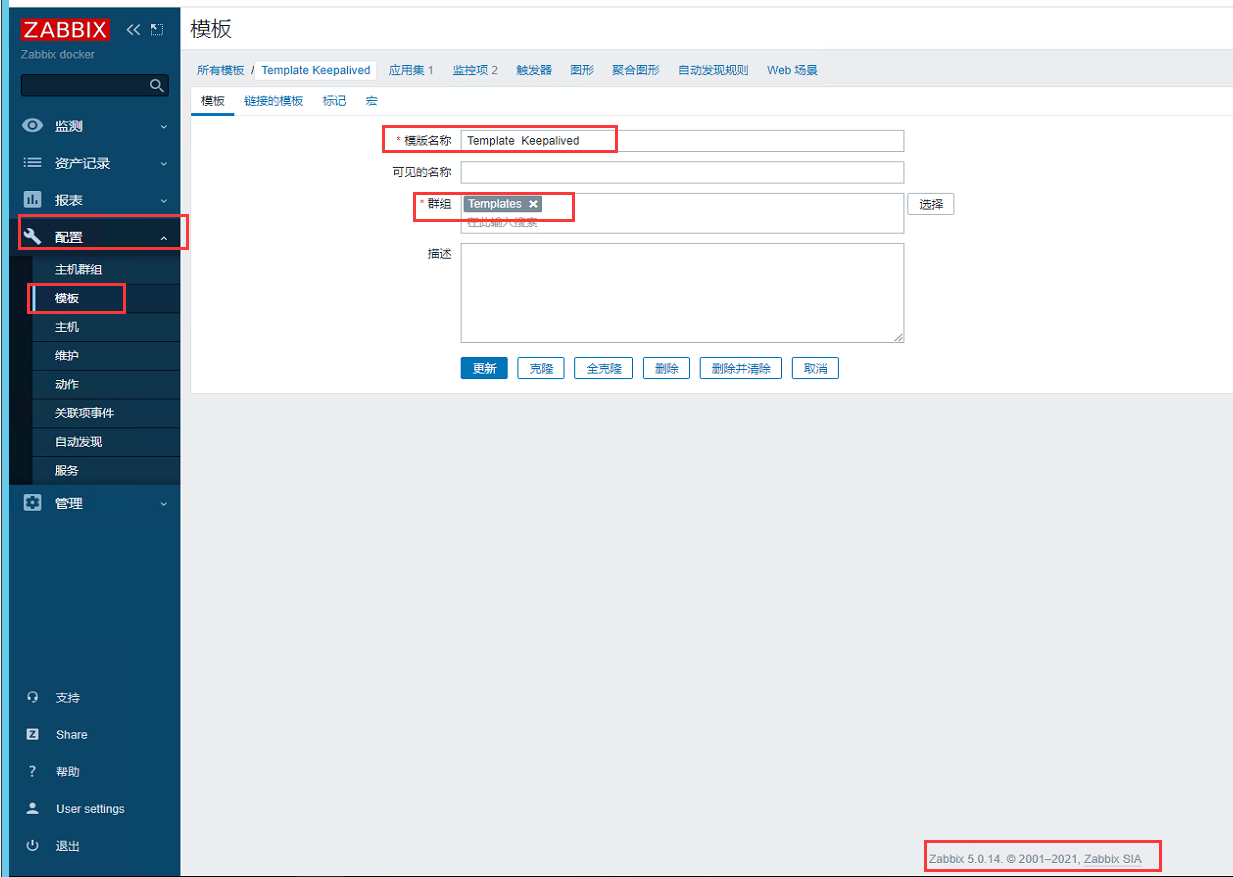 ZABBIX
Zabbix docker
监测
资产记录
报表
配置
主机群组
模板
主机
维护
动作
关联项事件
自动发现
服务
管理
支持
Share
帮助
User settings
退出
模板
所有模板 / Template Keepalived 应用集 1 监控项 2 触发器 图形 聚合图形 自动发现规则 Web 场景
模板 链接的模板 标记 宏
* 模版名称 Template Keepalived
可见的名称
* 群组 Templates 选择
在此输入搜索
描述
更新 克隆 全克隆 删除 删除并清除 取消
Zabbix 5.0.14. © 2001–2021, Zabbix SIA